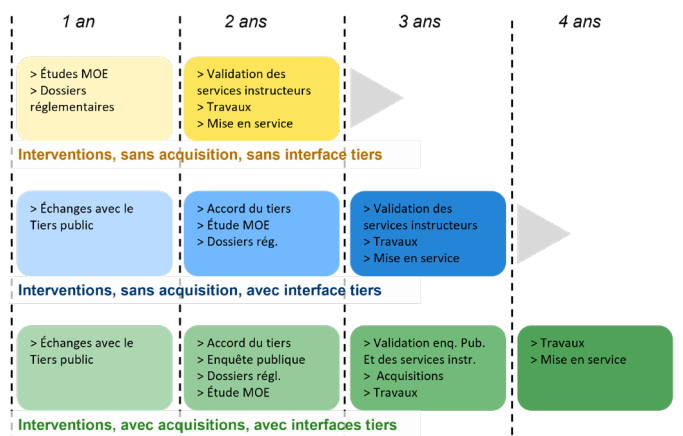 1 an
2 ans
3 ans
4 ans
> Études MOE
> Dossiers
réglementaires
> Validation des
services instructeurs
> Travaux
> Mise en service
Interventions, sans acquisition, sans interface tiers
> Échanges avec le
Tiers public
> Accord du tiers
> Étude MOE
> Dossiers rég.
> Validation des
services instructeurs
> Travaux
> Mise en service
Interventions, sans acquisition, avec interface tiers
> Échanges avec le
Tiers public
> Accord du tiers
> Enquête publique
> Dossiers régl.
> Étude MOE
> Validation enq. Pub.
Et des services instr.
> Acquisitions
> Travaux
> Travaux
> Mise en service
Interventions, avec acquisitions, avec interfaces tiers